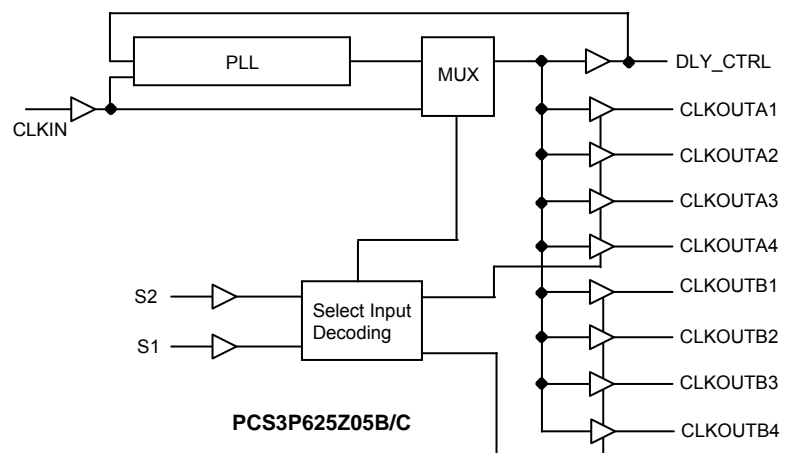 PLL
MUX
DLY_CTRL
CLKIN
CLKOUTA1
CLKOUTA2
CLKOUTA3
CLKOUTA4
S2
S1
Select Input
Decoding
CLKOUTB1
CLKOUTB2
CLKOUTB3
CLKOUTB4
PCS3P625Z05B/C